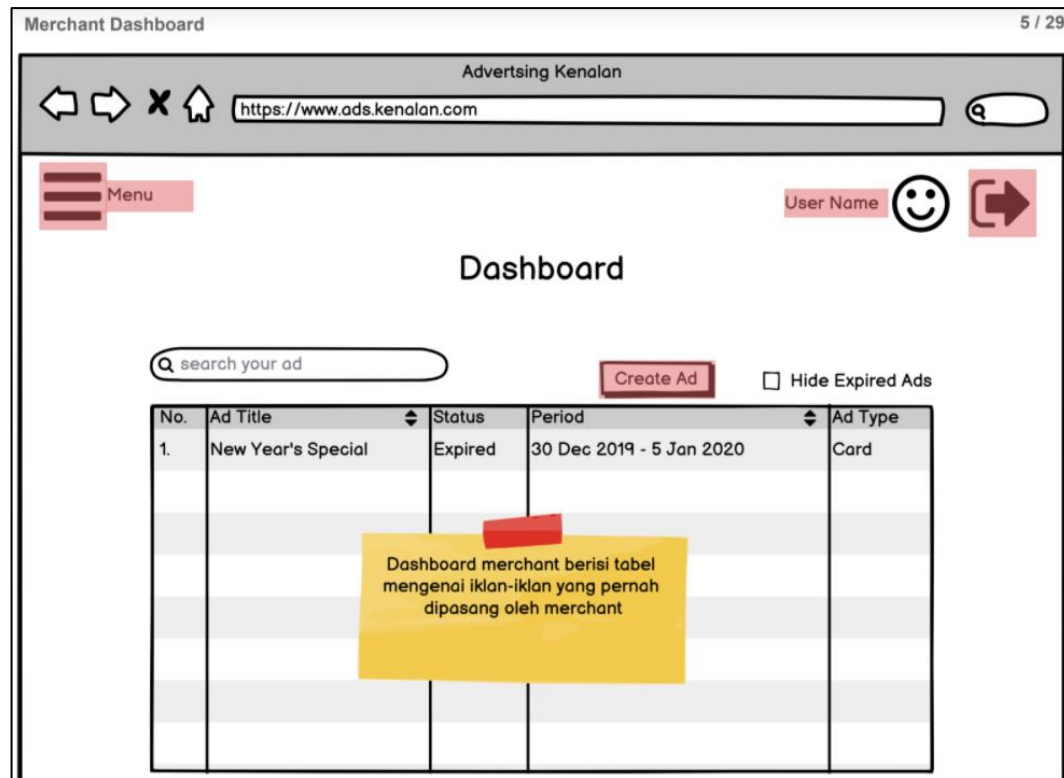 Merchant Dashboard 5 / 29
Advertsing Kenalan
https://www.ads.kenalan.com
Menu
User Name
Dashboard
search your ad
Create Ad
Hide Expired Ads
No. Ad Title Status Period Ad Type
1. New Year's Special Expired 30 Dec 2019 - 5 Jan 2020 Card
Dashboard merchant berisi tabel
mengenai iklan-iklan yang pernah
dipasang oleh merchant